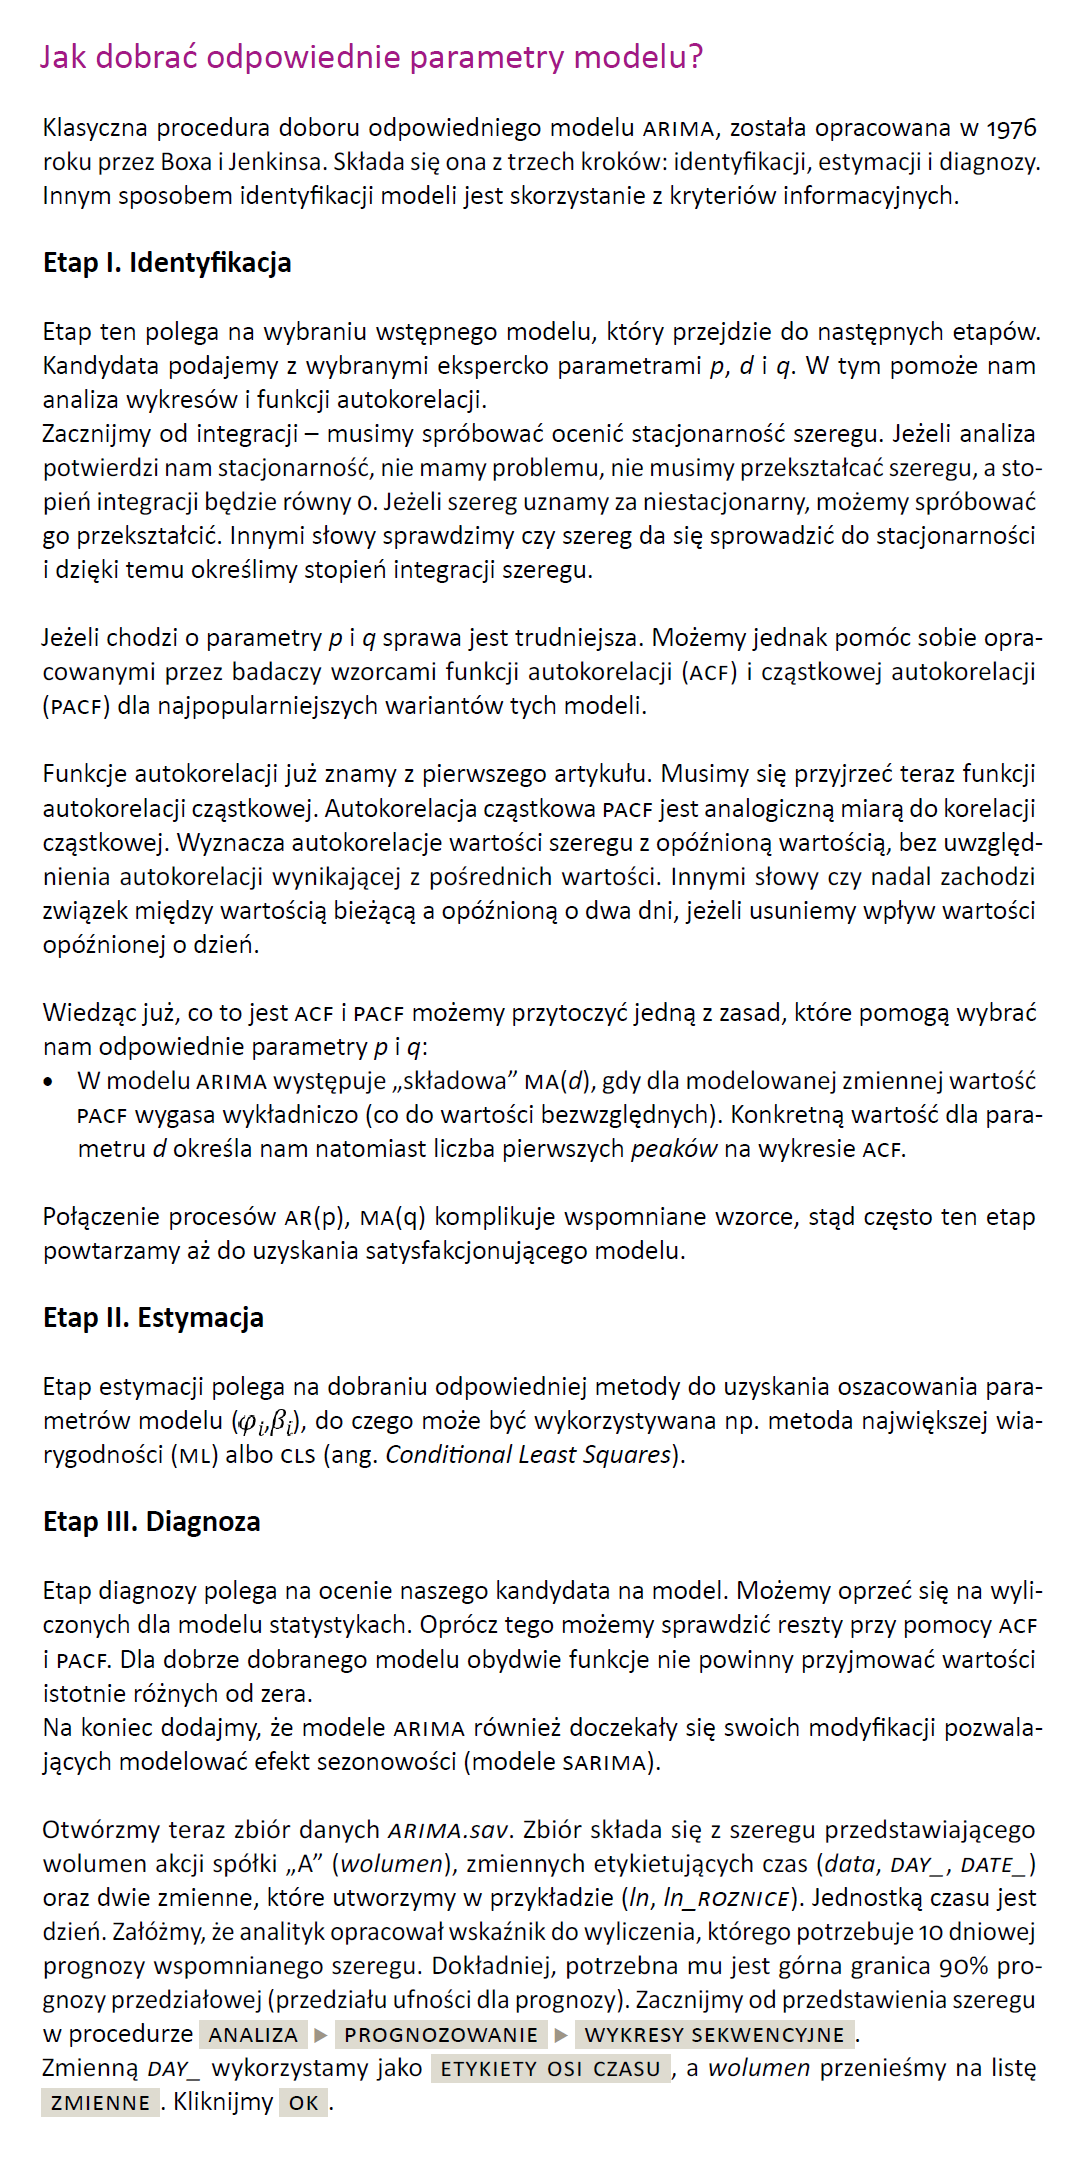 Jak dobrać odpowiednie parametry modelu?
Klasyczna procedura doboru odpowiedniego modelu ARIMA, została opracowana w 1976
roku przez Boxa i Jenkinsa. Składa się ona z trzech kroków: identyfikacji, estymacji i diagnozy.
Innym sposobem identyfikacji modeli jest skorzystanie z kryteriów informacyjnych.
Etap I. Identyfikacja
Etap ten polega na wybraniu wstępnego modelu, który przejdzie do następnych etapów.
Kandydata podajemy z wybranymi ekspercko parametrami p, d i q. W tym pomoże nam
analiza wykresów i funkcji autokorelacji.
Zacznijmy od integracji – musimy spróbować ocenić stacjonarność szeregu. Jeżeli analiza
potwierdzi nam stacjonarność, nie mamy problemu, nie musimy przekształcać szeregu, a sto-
pień integracji będzie równy 0. Jeżeli szereg uznamy za niestacjonarny, możemy spróbować
go przekształcić. Innymi słowy sprawdzimy czy szereg da się sprowadzić do stacjonarności
i dzięki temu określimy stopień integracji szeregu.
Jeżeli chodzi o parametry p i q sprawa jest trudniejsza. Możemy jednak pomóc sobie opra-
cowanymi przez badaczy wzorcami funkcji autokorelacji (ACF) i cząstkowej autokorelacji
(PACF) dla najpopularniejszych wariantów tych modeli.
Funkcje autokorelacji już znamy z pierwszego artykułu. Musimy się przyjrzeć teraz funkcji
autokorelacji cząstkowej. Autokorelacja cząstkowa PACF jest analogiczną miarą do korelacji
cząstkowej. Wyznacza autokorelacje wartości szeregu z opóźnioną wartością, bez uwzględ-
nienia autokorelacji wynikającej z pośrednich wartości. Innymi słowy czy nadal zachodzi
związek między wartością bieżącą a opóźnioną o dwa dni, jeżeli usuniemy wpływ wartości
opóźnionej o dzień.
Wiedząc już, co to jest ACF i PACF możemy przytoczyć jedną z zasad, które pomogą wybrać
nam odpowiednie parametry p i q:
• W modelu ARIMA występuje „składowa” MA(d), gdy dla modelowanej zmiennej wartość
PACF wygasa wykładniczo (co do wartości bezwzględnych). Konkretną wartość dla para-
metru d określa nam natomiast liczba pierwszych peaków na wykresie ACF.
Połączenie procesów AR(p), MA(q) komplikuje wspomniane wzorce, stąd często ten etap
powtarzamy aż do uzyskania satysfakcjonującego modelu.
Etap II. Estymacja
Etap estymacji polega na dobraniu odpowiedniej metody do uzyskania oszacowania para-
metrów modelu (φi,βi), do czego może być wykorzystywana np. metoda największej wia-
rygodności (ML) albo CLS (ang. Conditional Least Squares).
Etap III. Diagnoza
Etap diagnozy polega na ocenie naszego kandydata na model. Możemy oprzeć się na wyli-
czonych dla modelu statystykach. Oprócz tego możemy sprawdzić reszty przy pomocy ACF
i PACF. Dla dobrze dobranego modelu obydwie funkcje nie powinny przyjmować wartości
istotnie różnych od zera.
Na koniec dodajmy, że modele ARIMA również doczekały się swoich modyfikacji pozwala-
jących modelować efekt sezonowości (modele SARIMA).
Otwórzmy teraz zbiór danych ARIMA.sav. Zbiór składa się z szeregu przedstawiającego
wolumen akcji spółki „A” (wolumen), zmiennych etykietujących czas (data, DAY_, DATE_)
oraz dwie zmienne, które utworzymy w przykładzie (ln, ln_ROZNICE). Jednostką czasu jest
dzień. Załóżmy, że analityk opracował wskaźnik do wyliczenia, którego potrzebuje 10 dniowej
prognozy wspomnianego szeregu. Dokładniej, potrzebna mu jest górna granica 90% pro-
gnozy przedziałowej (przedziału ufności dla prognozy). Zacznijmy od przedstawienia szeregu
w procedurze ANALIZA ▶ PROGNOZOWANIE ▶ WYKRESY SEKWENCYJNE .
Zmienną DAY_ wykorzystamy jako ETYKIETY OSI CZASU , a wolumen przenieśmy na listę
ZMIENNE . Kliknijmy OK .